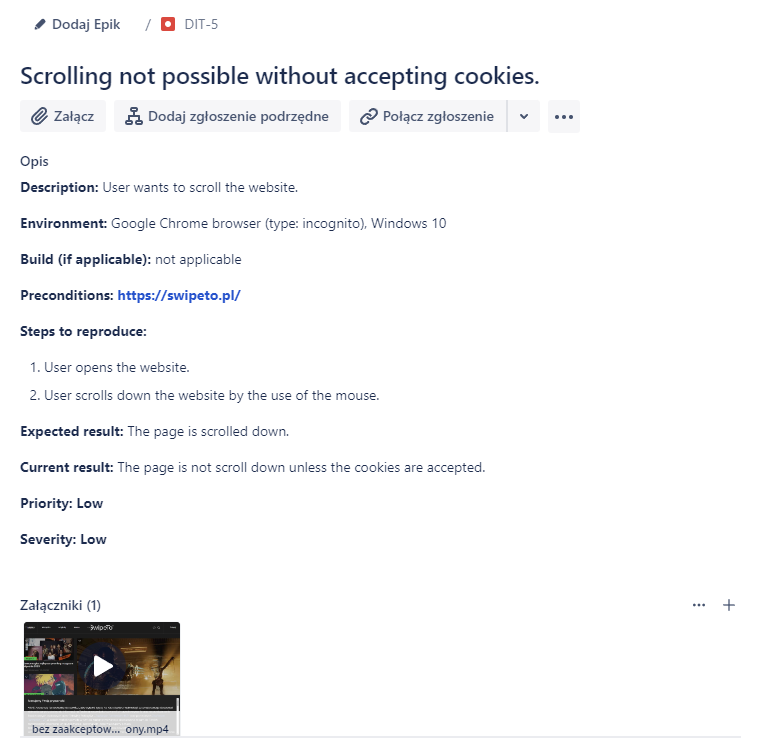 Dodaj Epik / DIT-5
Scrolling not possible without accepting cookies.
Załącz Dodaj zgłoszenie podrzędne Połącz zgłoszenie
Opis
Description: User wants to scroll the website.
Environment: Google Chrome browser (type: incognito), Windows 10
Build (if applicable): not applicable
Preconditions: https://swipeto.pl/
Steps to reproduce:
1. User opens the website.
2. User scrolls down the website by the use of the mouse.
Expected result: The page is scrolled down.
Current result: The page is not scroll down unless the cookies are accepted.
Priority: Low
Severity: Low
Załączniki (1)
swipeto
bez zaakceptow... ony.mp4